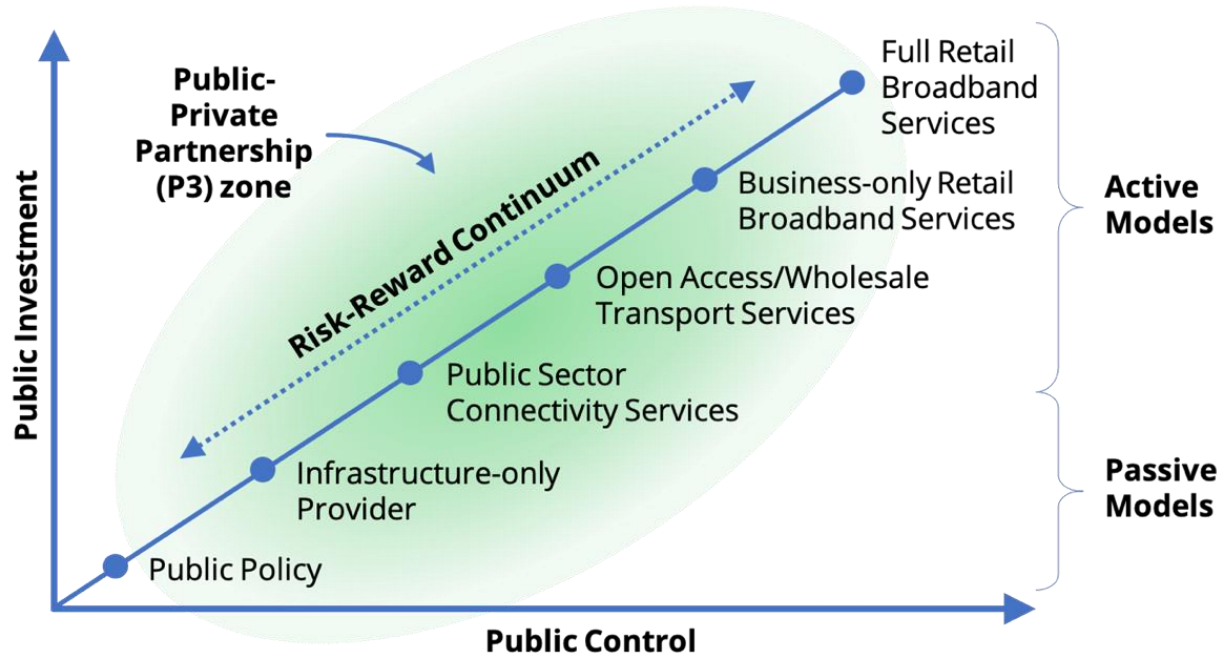 Public-
Private
Partnership
(P3) zone
Full Retail
Broadband
Services
Business-only Retail
Broadband Services
Active
Models
Risk-Reward Continuum
Open Access/Wholesale
Transport Services
Public Investment
Public Sector
Connectivity Services
Infrastructure-only
Provider
Passive
Models
Public Policy
Public Control